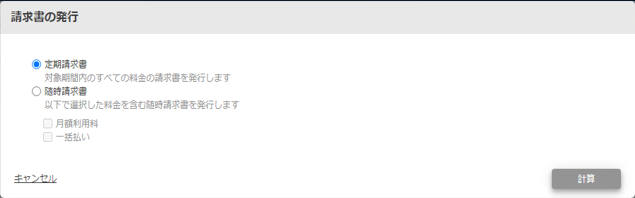 請求書の発行
定期請求書
対象期間内のすべての料金の請求書を発行します
随時請求書
以下で選択した料金を含む随時請求書を発行します
月額利用料
一括払い
キャンセル
計算